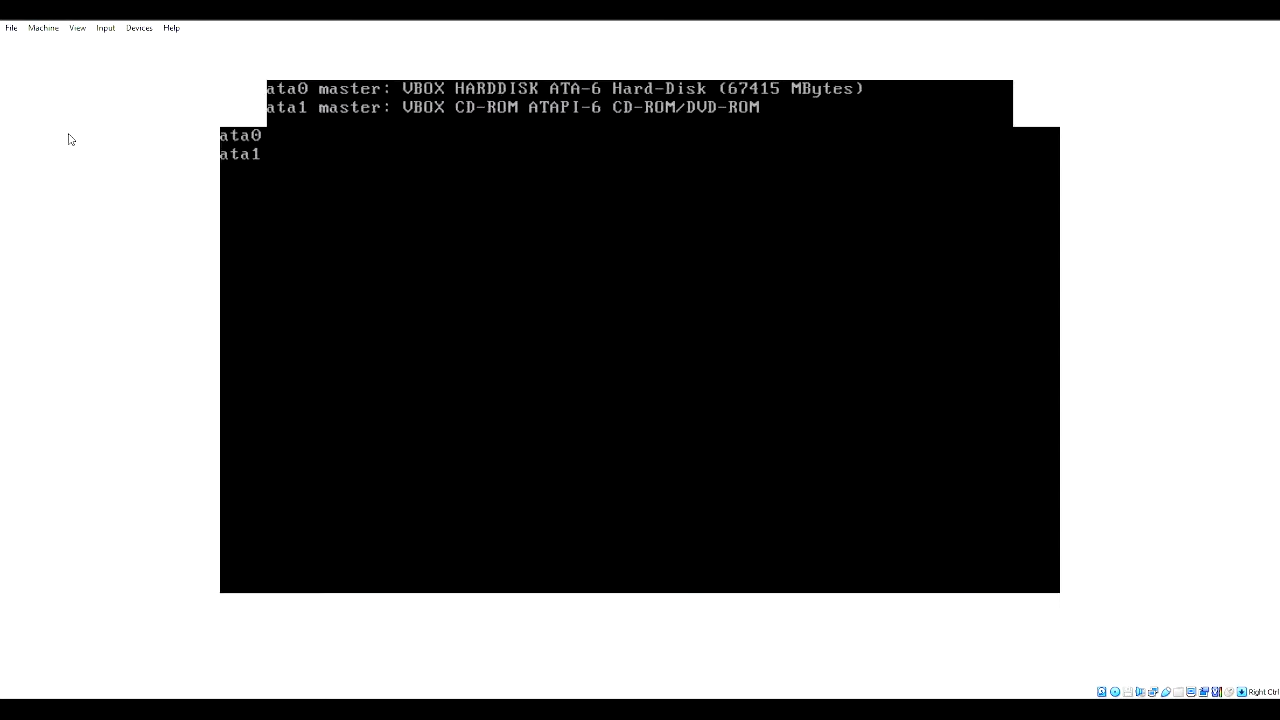 File Machine View Input Devices Help
ata0 master: VBOX HARDDISK ATA-6 Hard-Disk (67415 MBytes)
ata1 master: VBOX CD-ROM ATAPI-6 CD-ROM/DVD-ROM
ata0
ata1
Right Ctrl